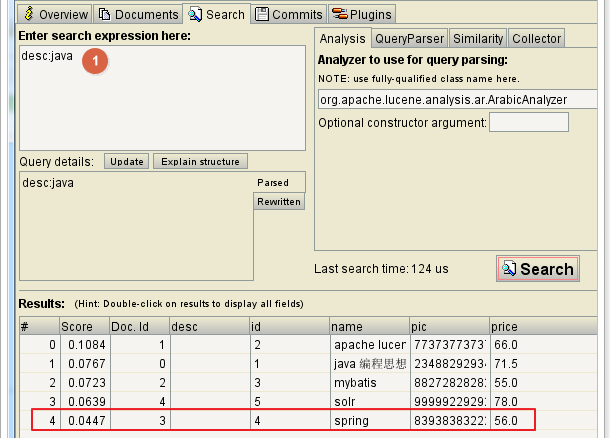 Overview Documents Search Commits Plugins
Enter search expression here:
desc:java
1
Query details: Update Explain structure
desc:java
Parsed
Rewritten
Analysis QueryParser Similarity Collector
Analyzer to use for query parsing:
NOTE: use fully-qualified class name here.
org.apache.lucene.analysis.ar.ArabicAnalyzer
Optional constructor argument:
Last search time: 124 us Search
Results: (Hint: Double-click on results to display all fields)
# Score Doc. Id desc id name pic price
0 0.1084 1 2 apache lucer 7737377373 66.0
1 0.0767 0 1 java 编程思想 2348829293 71.5
2 0.0723 2 3 mybatis 8827282828 55.0
3 0.0639 4 5 solr 9999922929 78.0
4 0.0447 3 4 spring 8393838322 56.0